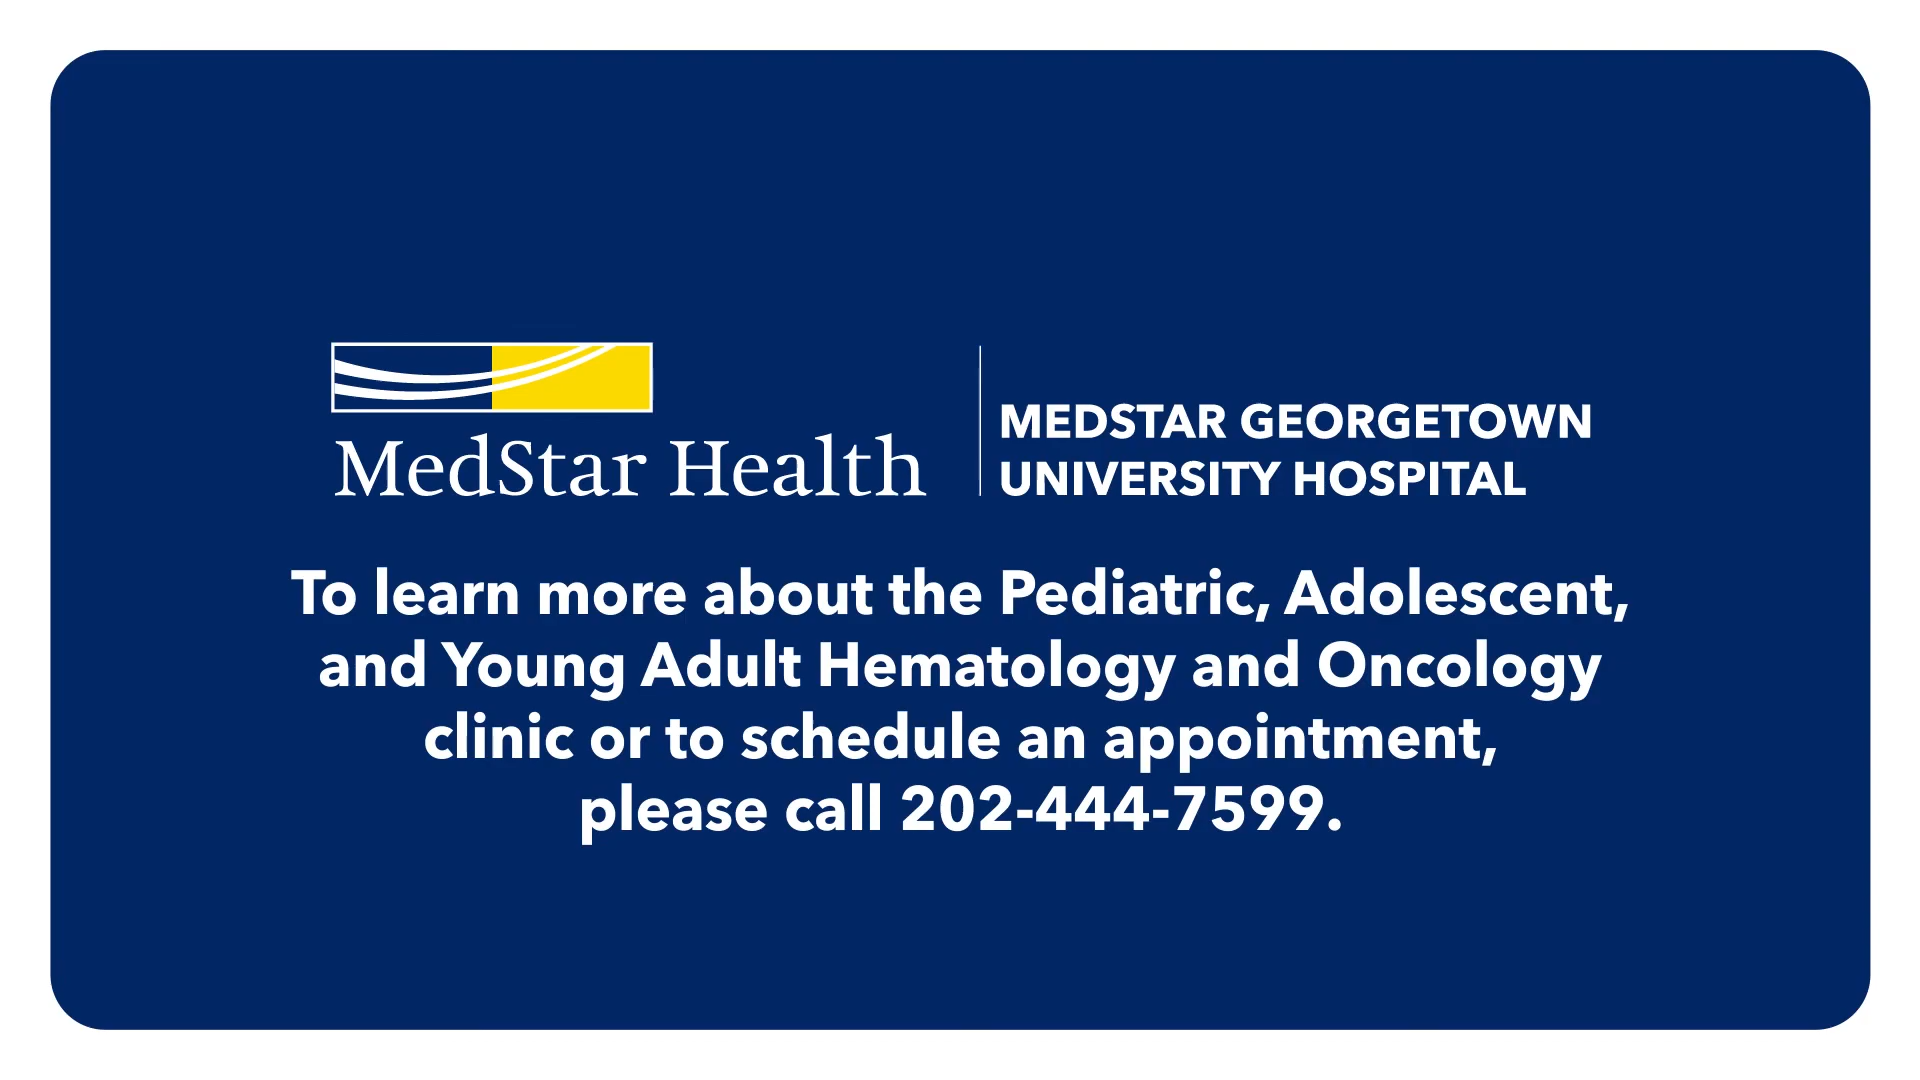 MedStar Health
MEDSTAR GEORGETOWN
UNIVERSITY HOSPITAL
To learn more about the Pediatric, Adolescent,
and Young Adult Hematology and Oncology
clinic or to schedule an appointment,
please call 202-444-7599.